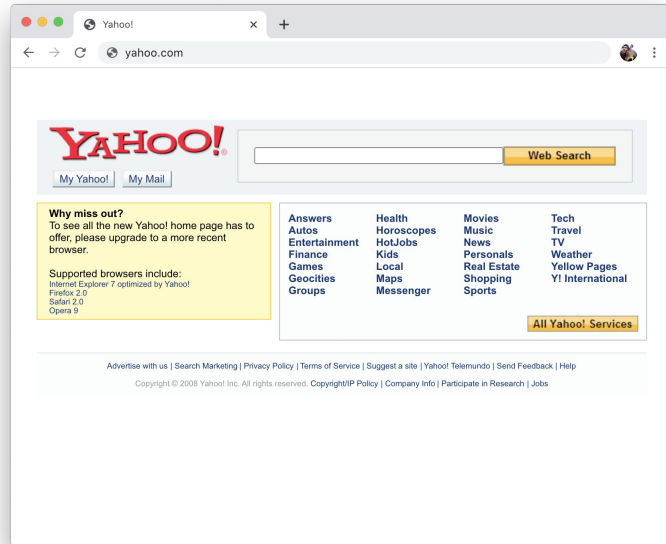 Yahoo!
yahoo.com
YAHOO!
Web Search
My Yahoo! My Mail
Why miss out?
To see all the new Yahoo! home page has to
offer, please upgrade to a more recent
browser.
Supported browsers include:
Internet Explorer 7 optimized by Yahoo!
Firefox 2.0
Safari 2.0
Opera 9
Answers Health Movies Tech
Autos Horoscopes Music Travel
Entertainment HotJobs News TV
Finance Kids Personals Weather
Games Local Real Estate Yellow Pages
Geocities Maps Shopping Y! International
Groups Messenger Sports
All Yahoo! Services
Advertise with us | Search Marketing | Privacy Policy | Terms of Service | Suggest a site | Yahoo! Telemundo | Send Feedback | Help
Copyright © 2008 Yahoo! Inc. All rights reserved. Copyright/IP Policy | Company Info | Participate in Research | Jobs